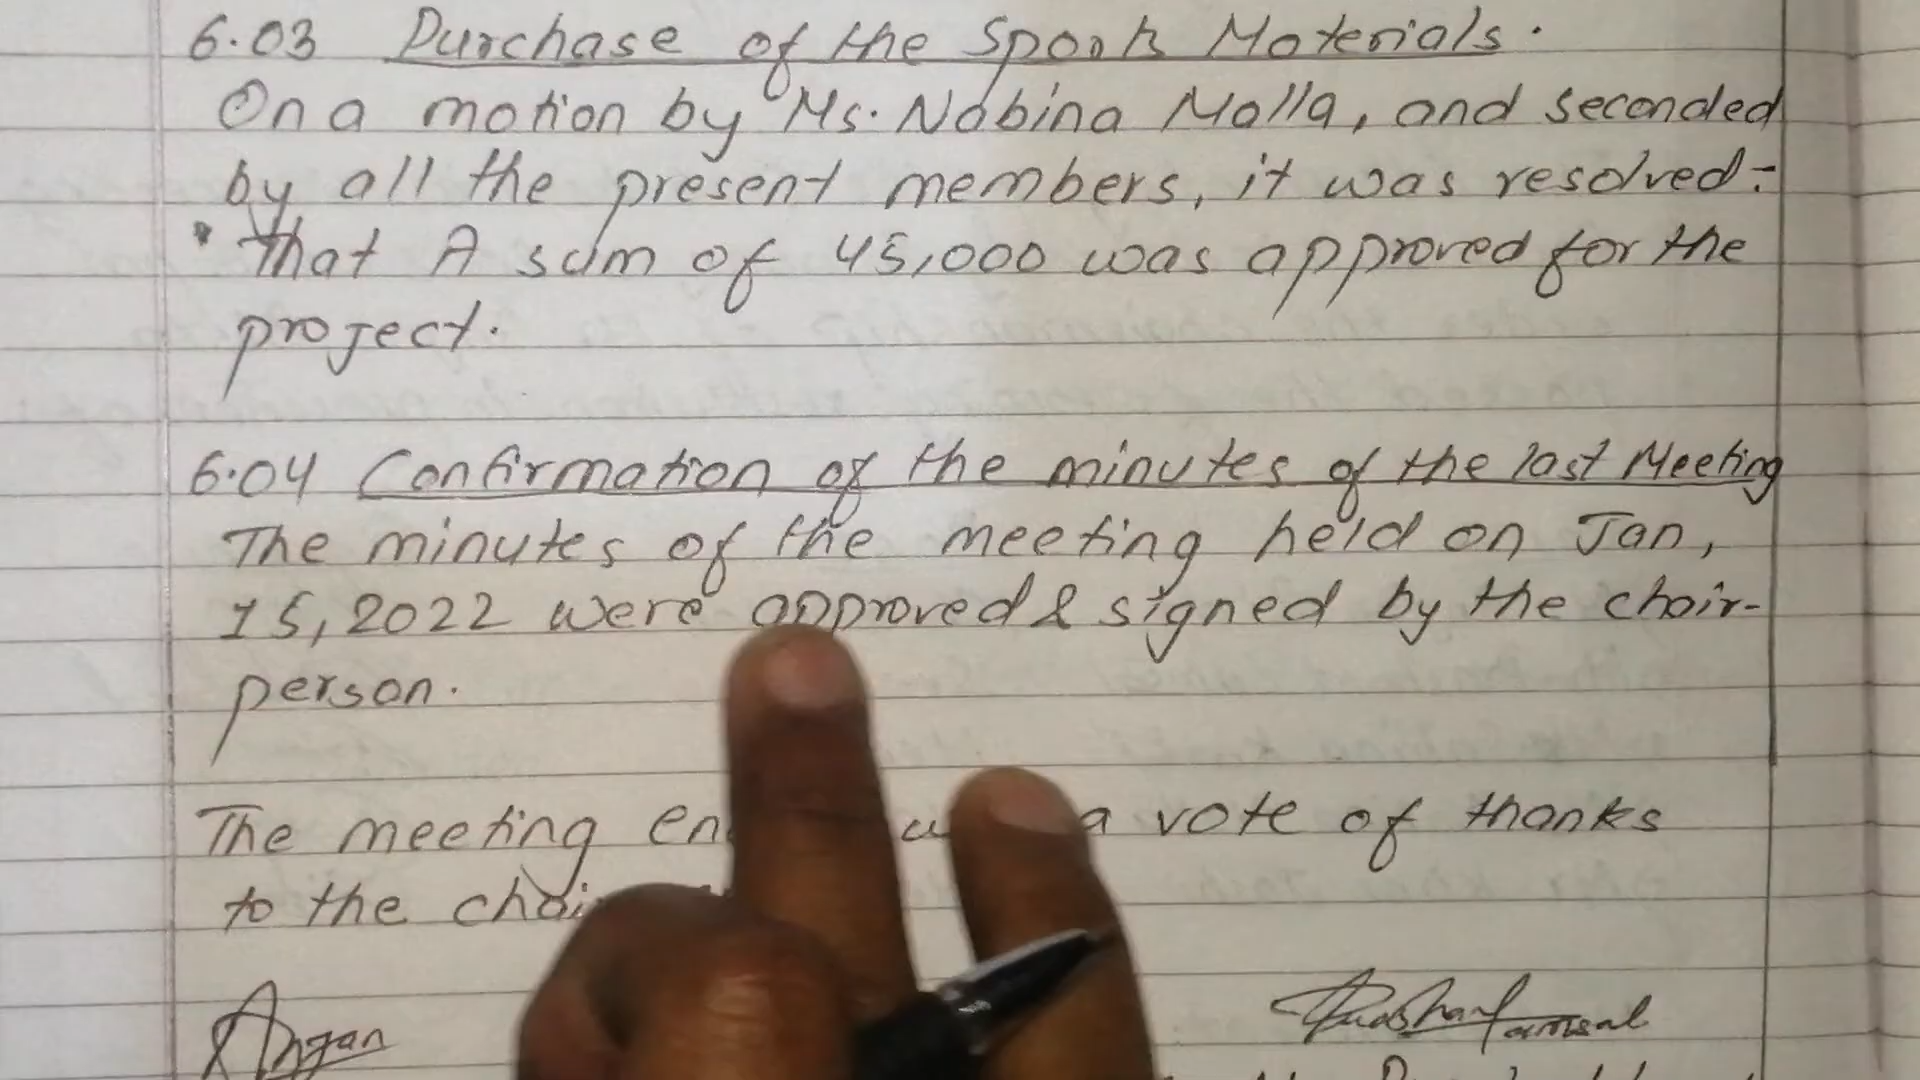 6.03 Purchase of the Sports Materials.
On a motion by Ms. Nabina Malla, and seconded
by all the present members, it was resolved:-
• That A sum of 45,000 was approved for the
project.
6.04 Confirmation of the minutes of the last Meeting
The minutes of the meeting held on Jan,
15, 2022 were approved & signed by the chair-
person.
The meeting a vote of thanks
to the
Angan